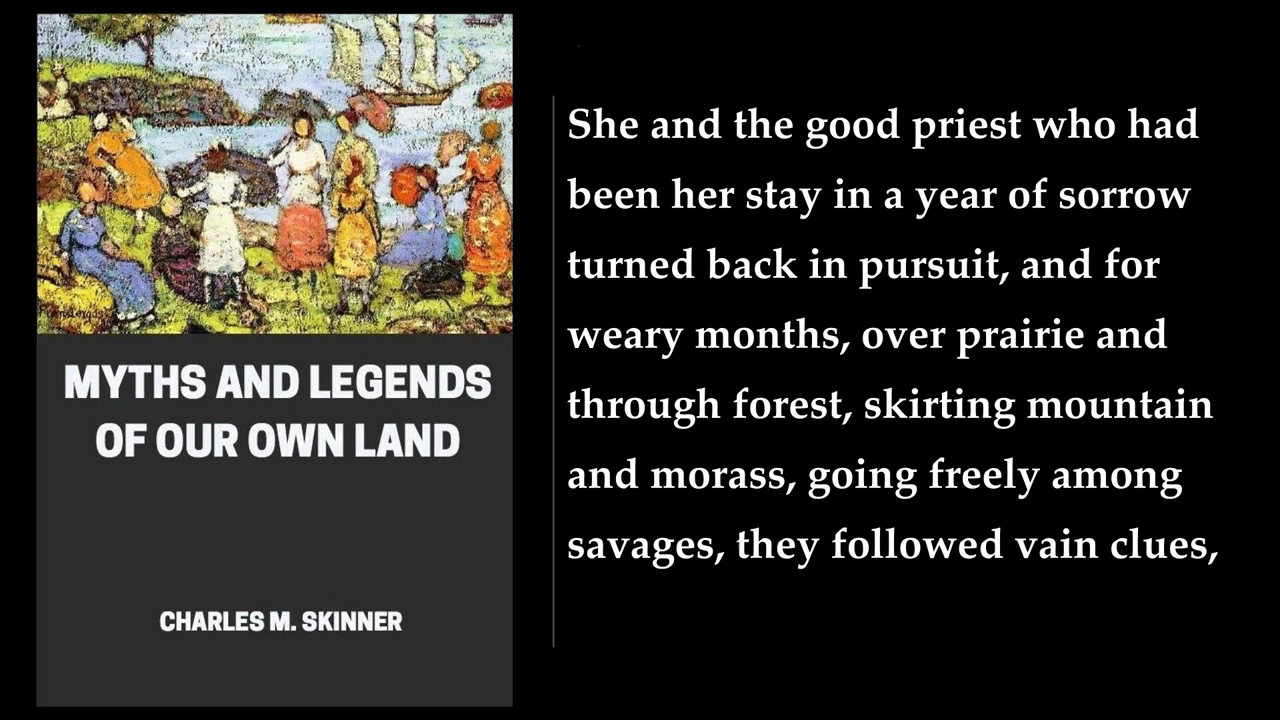 MYTHS AND LEGENDS
OF OUR OWN LAND
CHARLES M. SKINNER
She and the good priest who had
been her stay in a year of sorrow
turned back in pursuit, and for
weary months, over prairie and
through forest, skirting mountain
and morass, going freely among
savages, they followed vain clues,